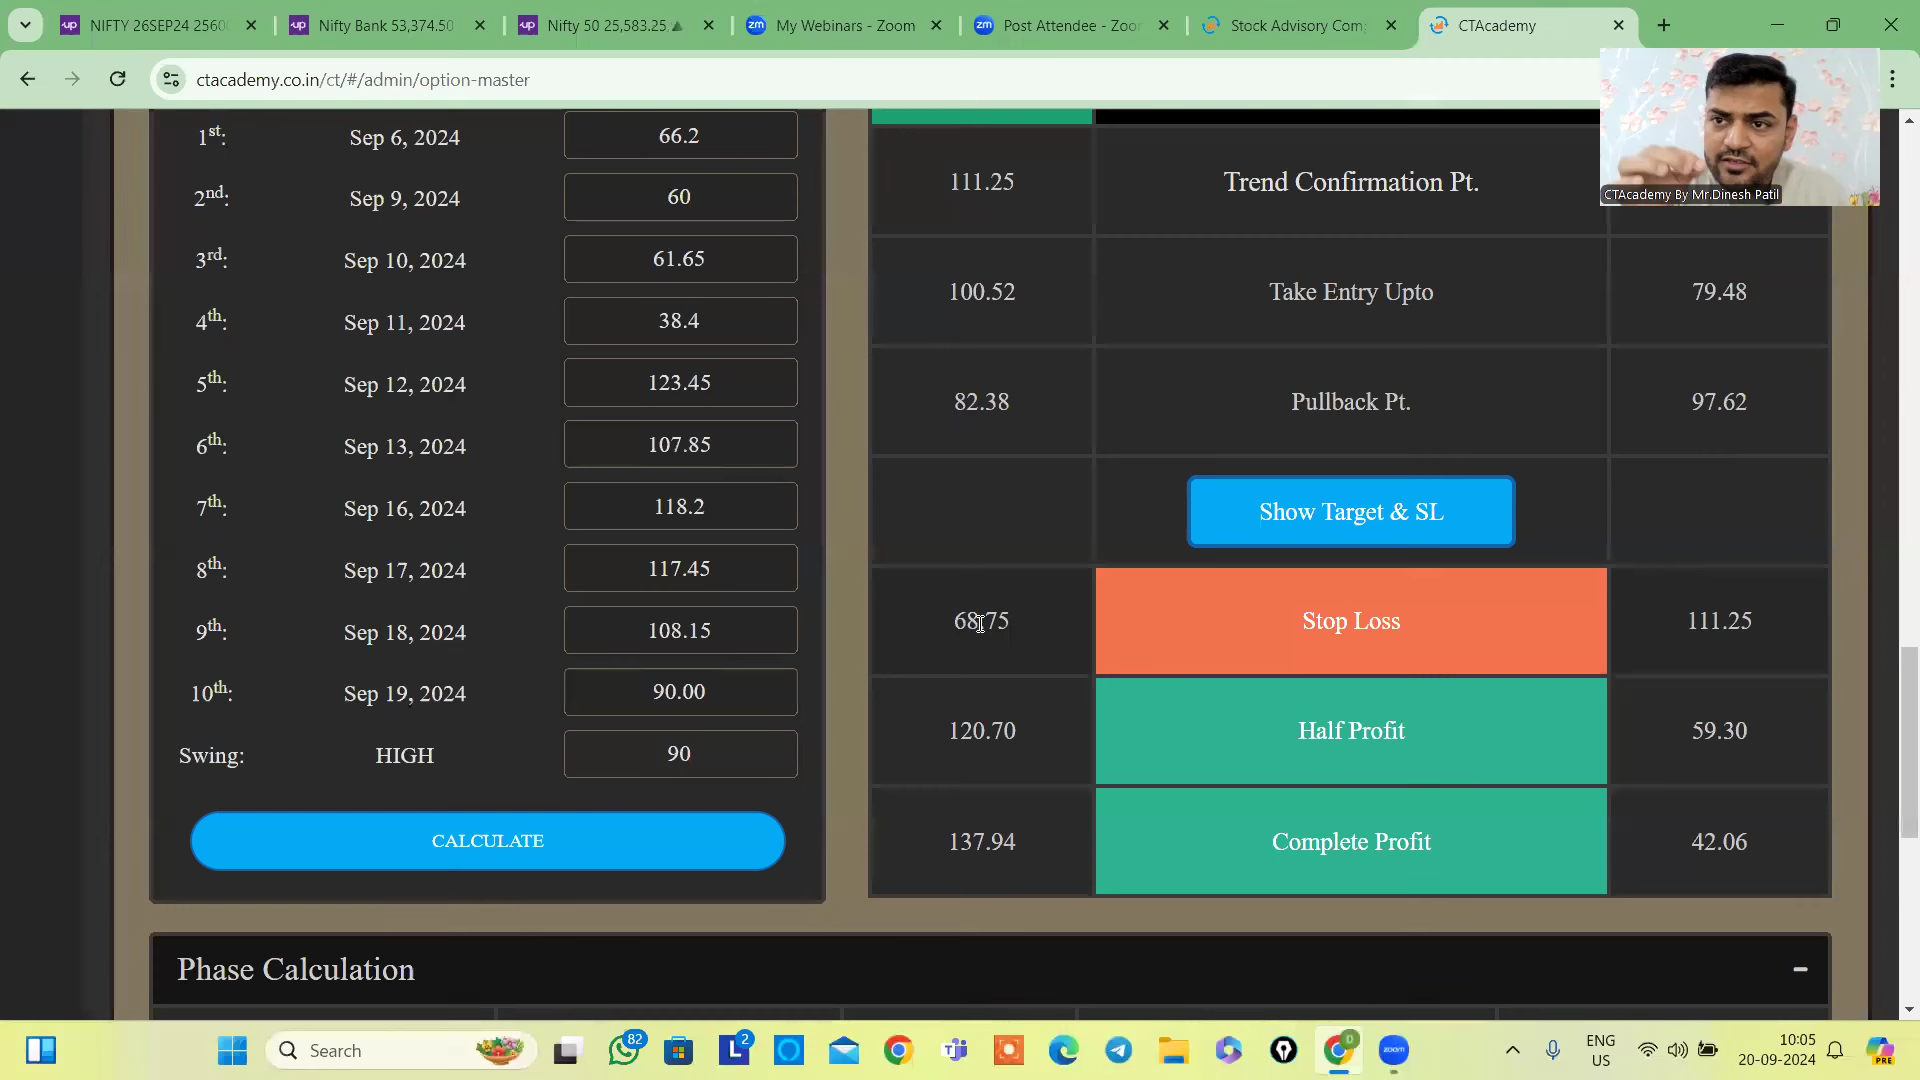 NIFTY 26SEP24 2560
Nifty Bank 53,374.50
Nifty 50 25,583.25
My Webinars - Zoom
Post Attendee - Zoo
Stock Advisory Com
CTAcademy
ctacademy.co.in/ct/#/admin/option-master
CTAcademy By Mr.Dinesh Patil
1st: Sep 6, 2024 66.2
2nd: Sep 9, 2024 60
3rd: Sep 10, 2024 61.65
4th: Sep 11, 2024 38.4
5th: Sep 12, 2024 123.45
6th: Sep 13, 2024 107.85
7th: Sep 16, 2024 118.2
8th: Sep 17, 2024 117.45
9th: Sep 18, 2024 108.15
10th: Sep 19, 2024 90.00
Swing: HIGH 90
CALCULATE
111.25 Trend Confirmation Pt.
100.52 Take Entry Upto 79.48
82.38 Pullback Pt. 97.62
Show Target & SL
68.75 Stop Loss 111.25
120.70 Half Profit 59.30
137.94 Complete Profit 42.06
Phase Calculation
Search
82
2
ENG
US
10:05
20-09-2024